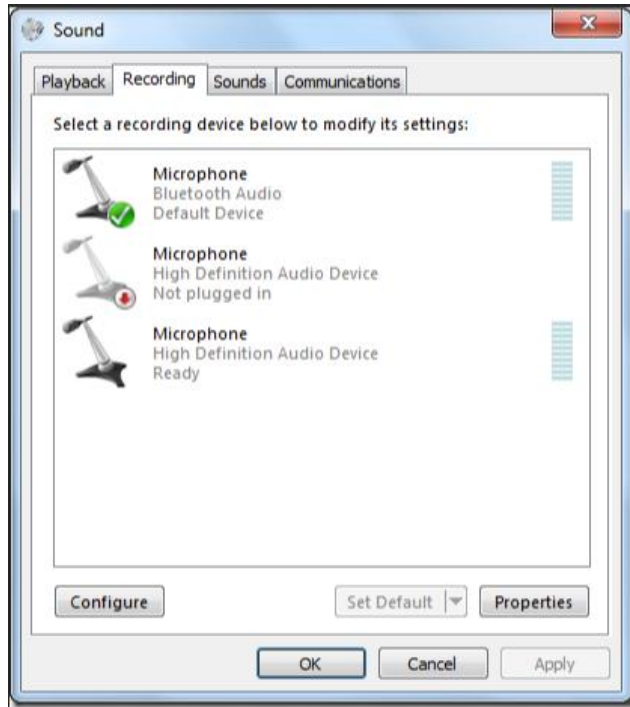 Sound
Playback Recording Sounds Communications
Select a recording device below to modify its settings:
Microphone
Bluetooth Audio
Default Device
Microphone
High Definition Audio Device
Not plugged in
Microphone
High Definition Audio Device
Ready
Configure Set Default Properties
OK Cancel Apply